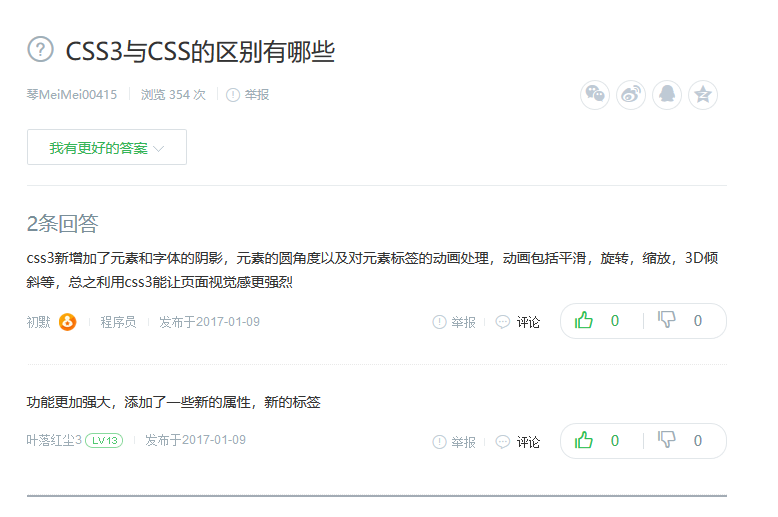 CSS3与CSS的区别有哪些
琴MeiMei00415 浏览 354 次 举报
我有更好的答案
2条回答
css3新增加了元素和字体的阴影，元素的圆角度以及对元素标签的动画处理，动画包括平滑，旋转，缩放，3D倾
斜等，总之利用css3能让页面视觉感更强烈
初默 程序员 发布于2017-01-09 举报 评论 0 0
功能更加强大，添加了一些新的属性，新的标签
叶落红尘3 LV13 发布于2017-01-09 举报 评论 0 0